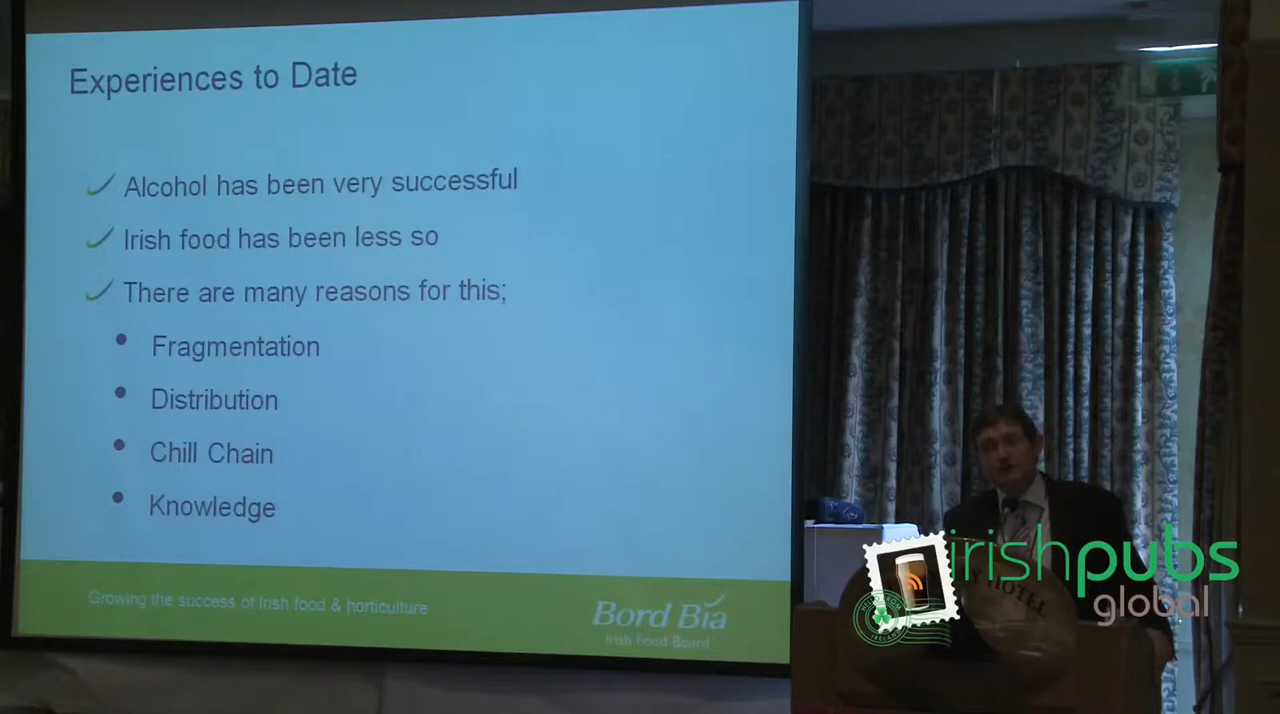 Experiences to Date
Alcohol has been very successful
Irish food has been less so
There are many reasons for this;
Fragmentation
Distribution
Chill Chain
Knowledge
Growing the success of Irish food & horticulture
Bord Bia
Irish Food Board
irishpubs
global
HOTEL
IRELAND